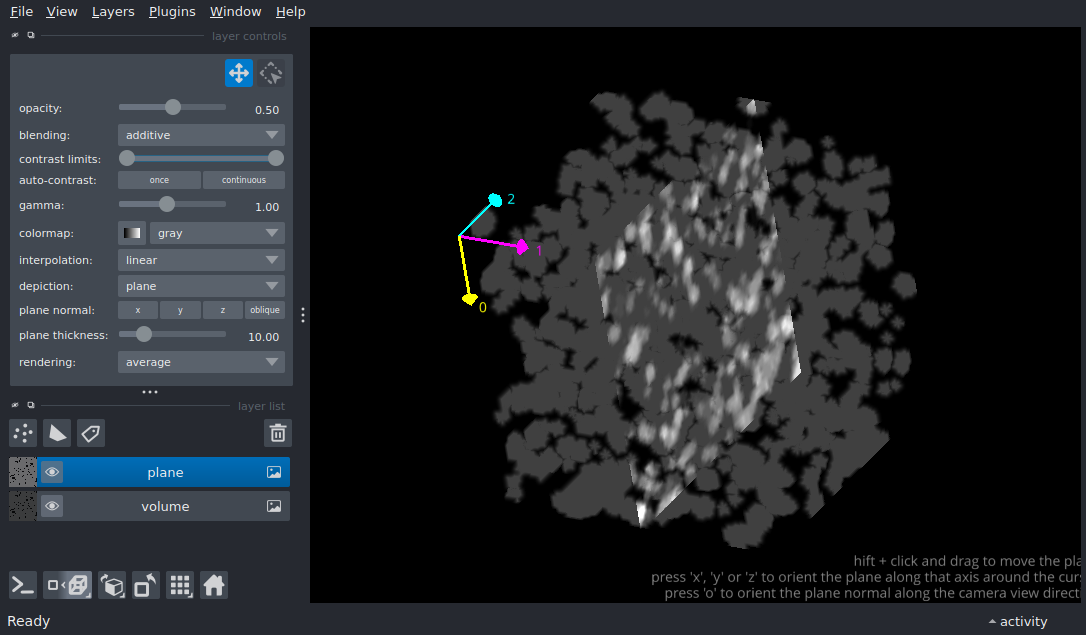 File View Layers Plugins Window Help
layer controls
opacity: 0.50
blending: additive
contrast limits:
auto-contrast: once continuous
gamma: 1.00
colormap: gray
interpolation: linear
depiction: plane
plane normal: x y z oblique
plane thickness: 10.00
rendering: average
layer list
plane
volume
2
1
0
hift + click and drag to move the pla
press 'x', 'y' or 'z' to orient the plane along that axis around the curs
press 'o' to orient the plane normal along the camera view direct
Ready
activity